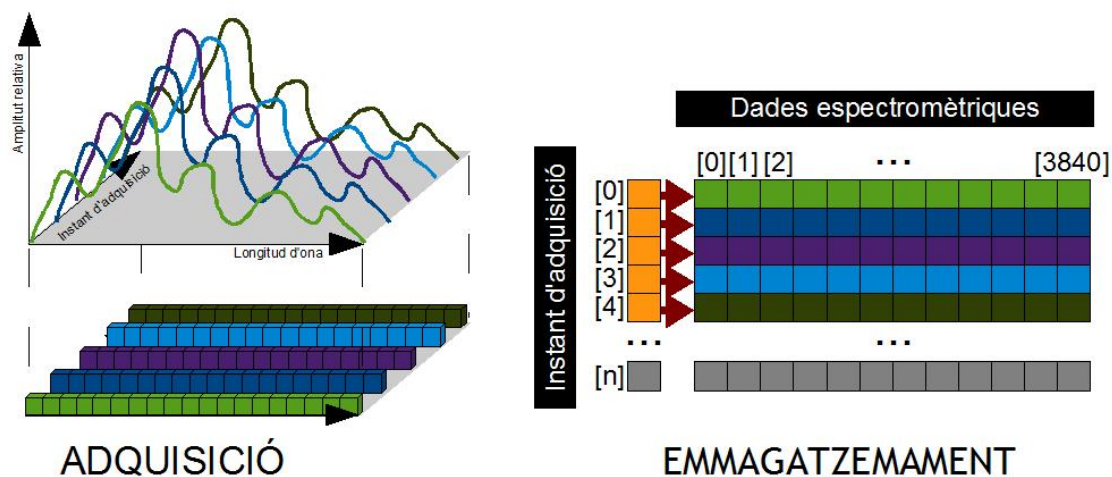 Amplitut relativa
Instant d'adquisició
Longitud d'ona
ADQUISICIÓ
Dades espectromètriques
[0][1][2] ... [3840]
Instant d'adquisició
[0]
[1]
[2]
[3]
[4]
... ...
[n]
EMMAGATZEMAMENT